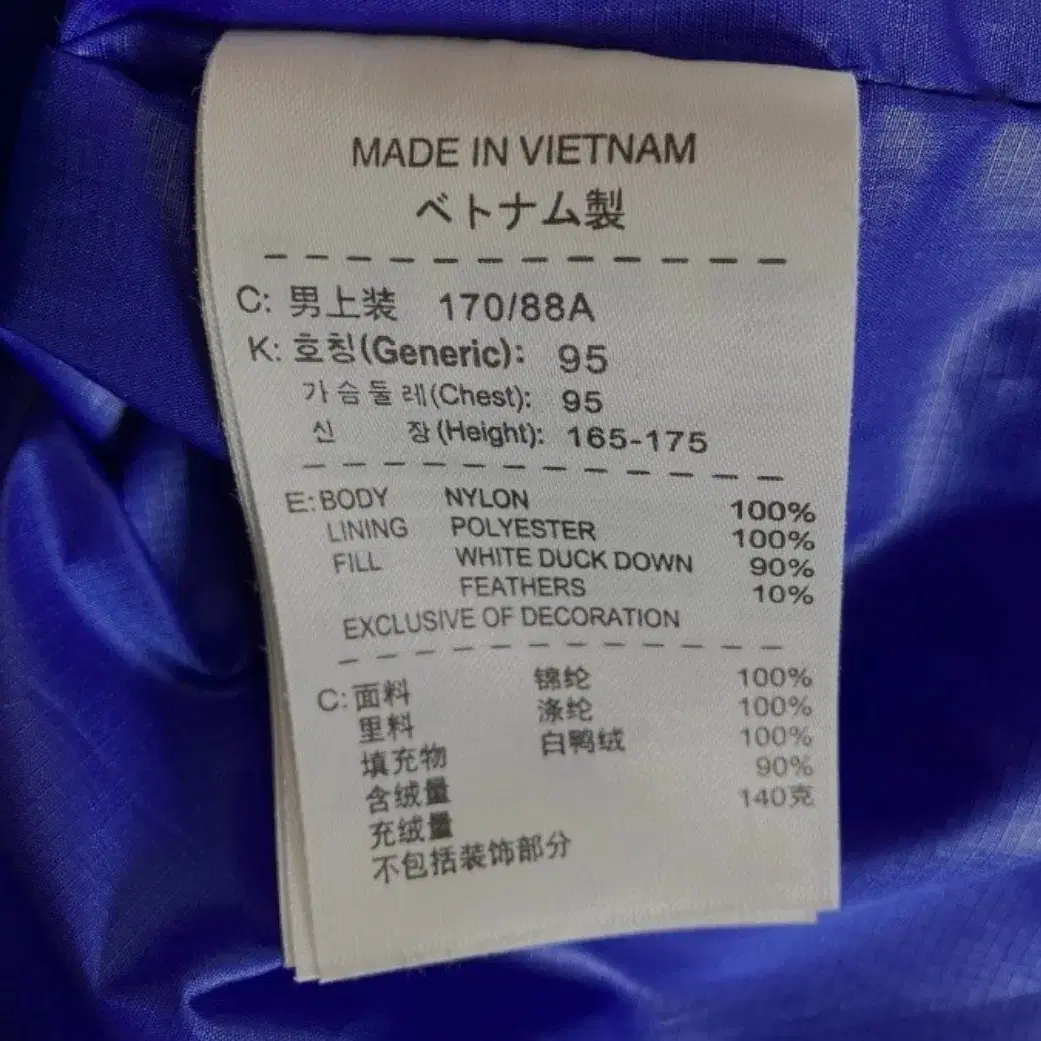 MADE IN VIETNAM
ベトナム製
C: 男上装 170/88A
K: 호칭(Generic): 95
가슴둘레(Chest): 95
신 장(Height): 165-175
E: BODY NYLON 100%
LINING POLYESTER 100%
FILL WHITE DUCK DOWN 90%
FEATHERS 10%
EXCLUSIVE OF DECORATION
C: 面料 锦纶 100%
里料 涤纶 100%
填充物 白鸭绒 100%
含绒量 90%
充绒量 140克
不包括装饰部分